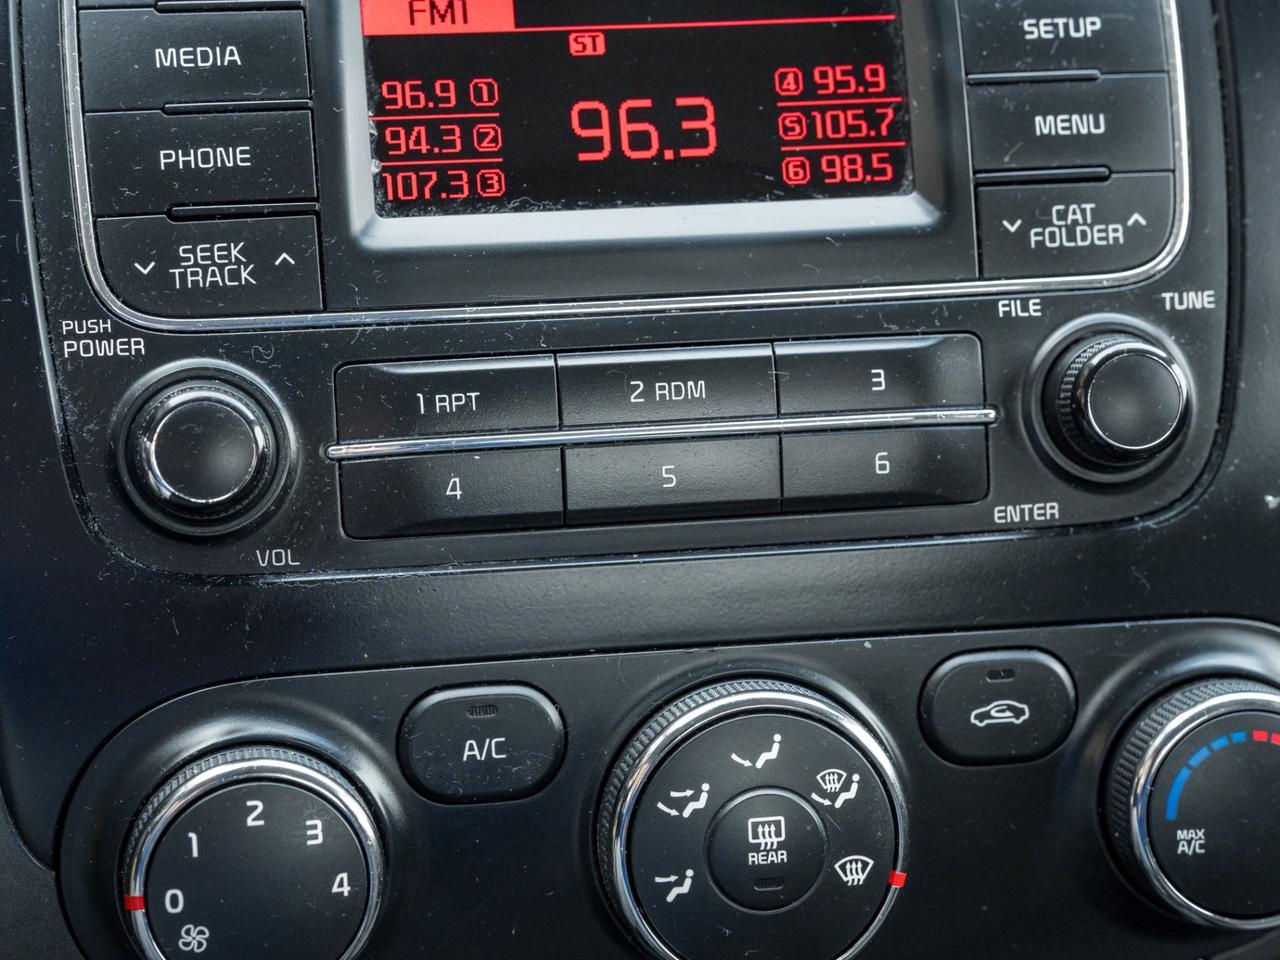 FM1
ST
MEDIA
PHONE
SEEK
TRACK
96.9 1
94.3 2
107.3 3
96.3
4 95.9
5 105.7
6 98.5
SETUP
MENU
CAT
FOLDER
PUSH
POWER
VOL
1 RPT
2 RDM
3
4
5
6
FILE
TUNE
ENTER
A/C
0
1
2
3
4
REAR
MAX
A/C